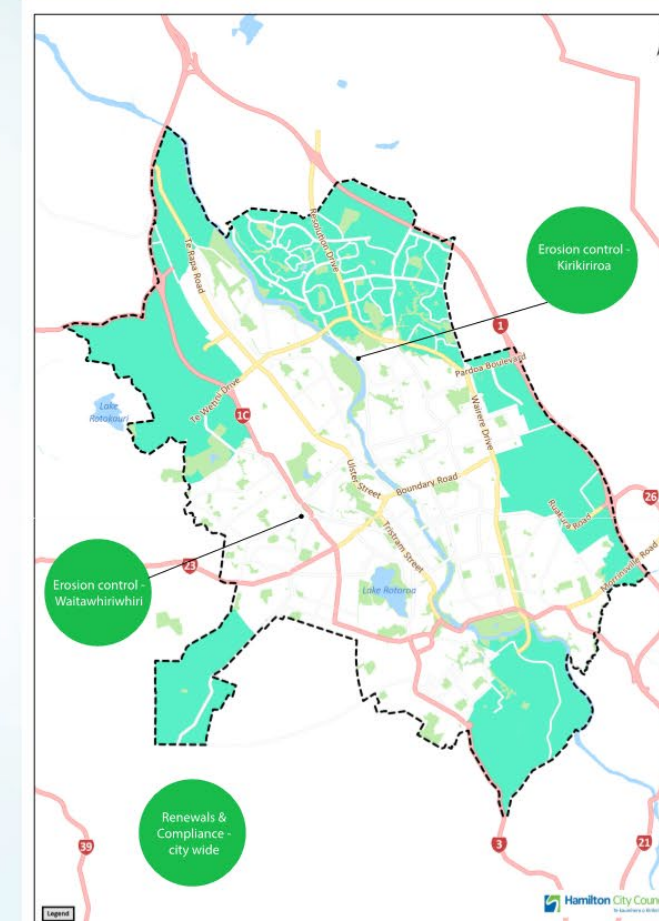 Resolution Drive
Te Rapa Road
Erosion control -
Kirikiriroa
1
Pardoa Boulevard
Te Wetini Drive
Lake
Rotokauri
1C
Wairere Drive
Ulster Street
Boundary Road
26
Ruakura Road
Tristram Street
23
Erosion control -
Waitawhiriwhiri
Morrinsville Road
Lake Rotoroa
Renewals &
Compliance -
city wide
39
3
21
Hamilton City Counc
Legend